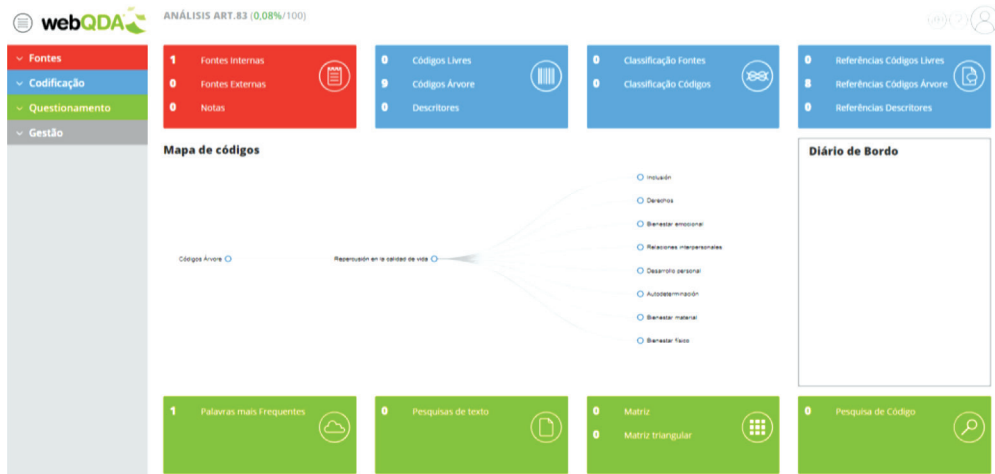 webQDA
ANÁLISIS ART.83 (0,08%/100)
Fontes
Codificação
Questionamento
Gestão
1 Fontes Internas
0 Fontes Externas
0 Notas
0 Códigos Livres
9 Códigos Árvore
0 Descritores
0 Classificação Fontes
0 Classificação Códigos
0 Referências Códigos Livres
8 Referências Códigos Árvore
0 Referências Descritores
Mapa de códigos
Diário de Bordo
Códigos Árvore
Repercusión en la calidad de vida
Inclusión
Derechos
Bienestar emocional
Relaciones interpersonales
Desarrollo personal
Autodeterminación
Bienestar material
Bienestar físico
1 Palavras mais Frequentes
0 Pesquisas de texto
0 Matriz
0 Matriz triangular
0 Pesquisa de Código